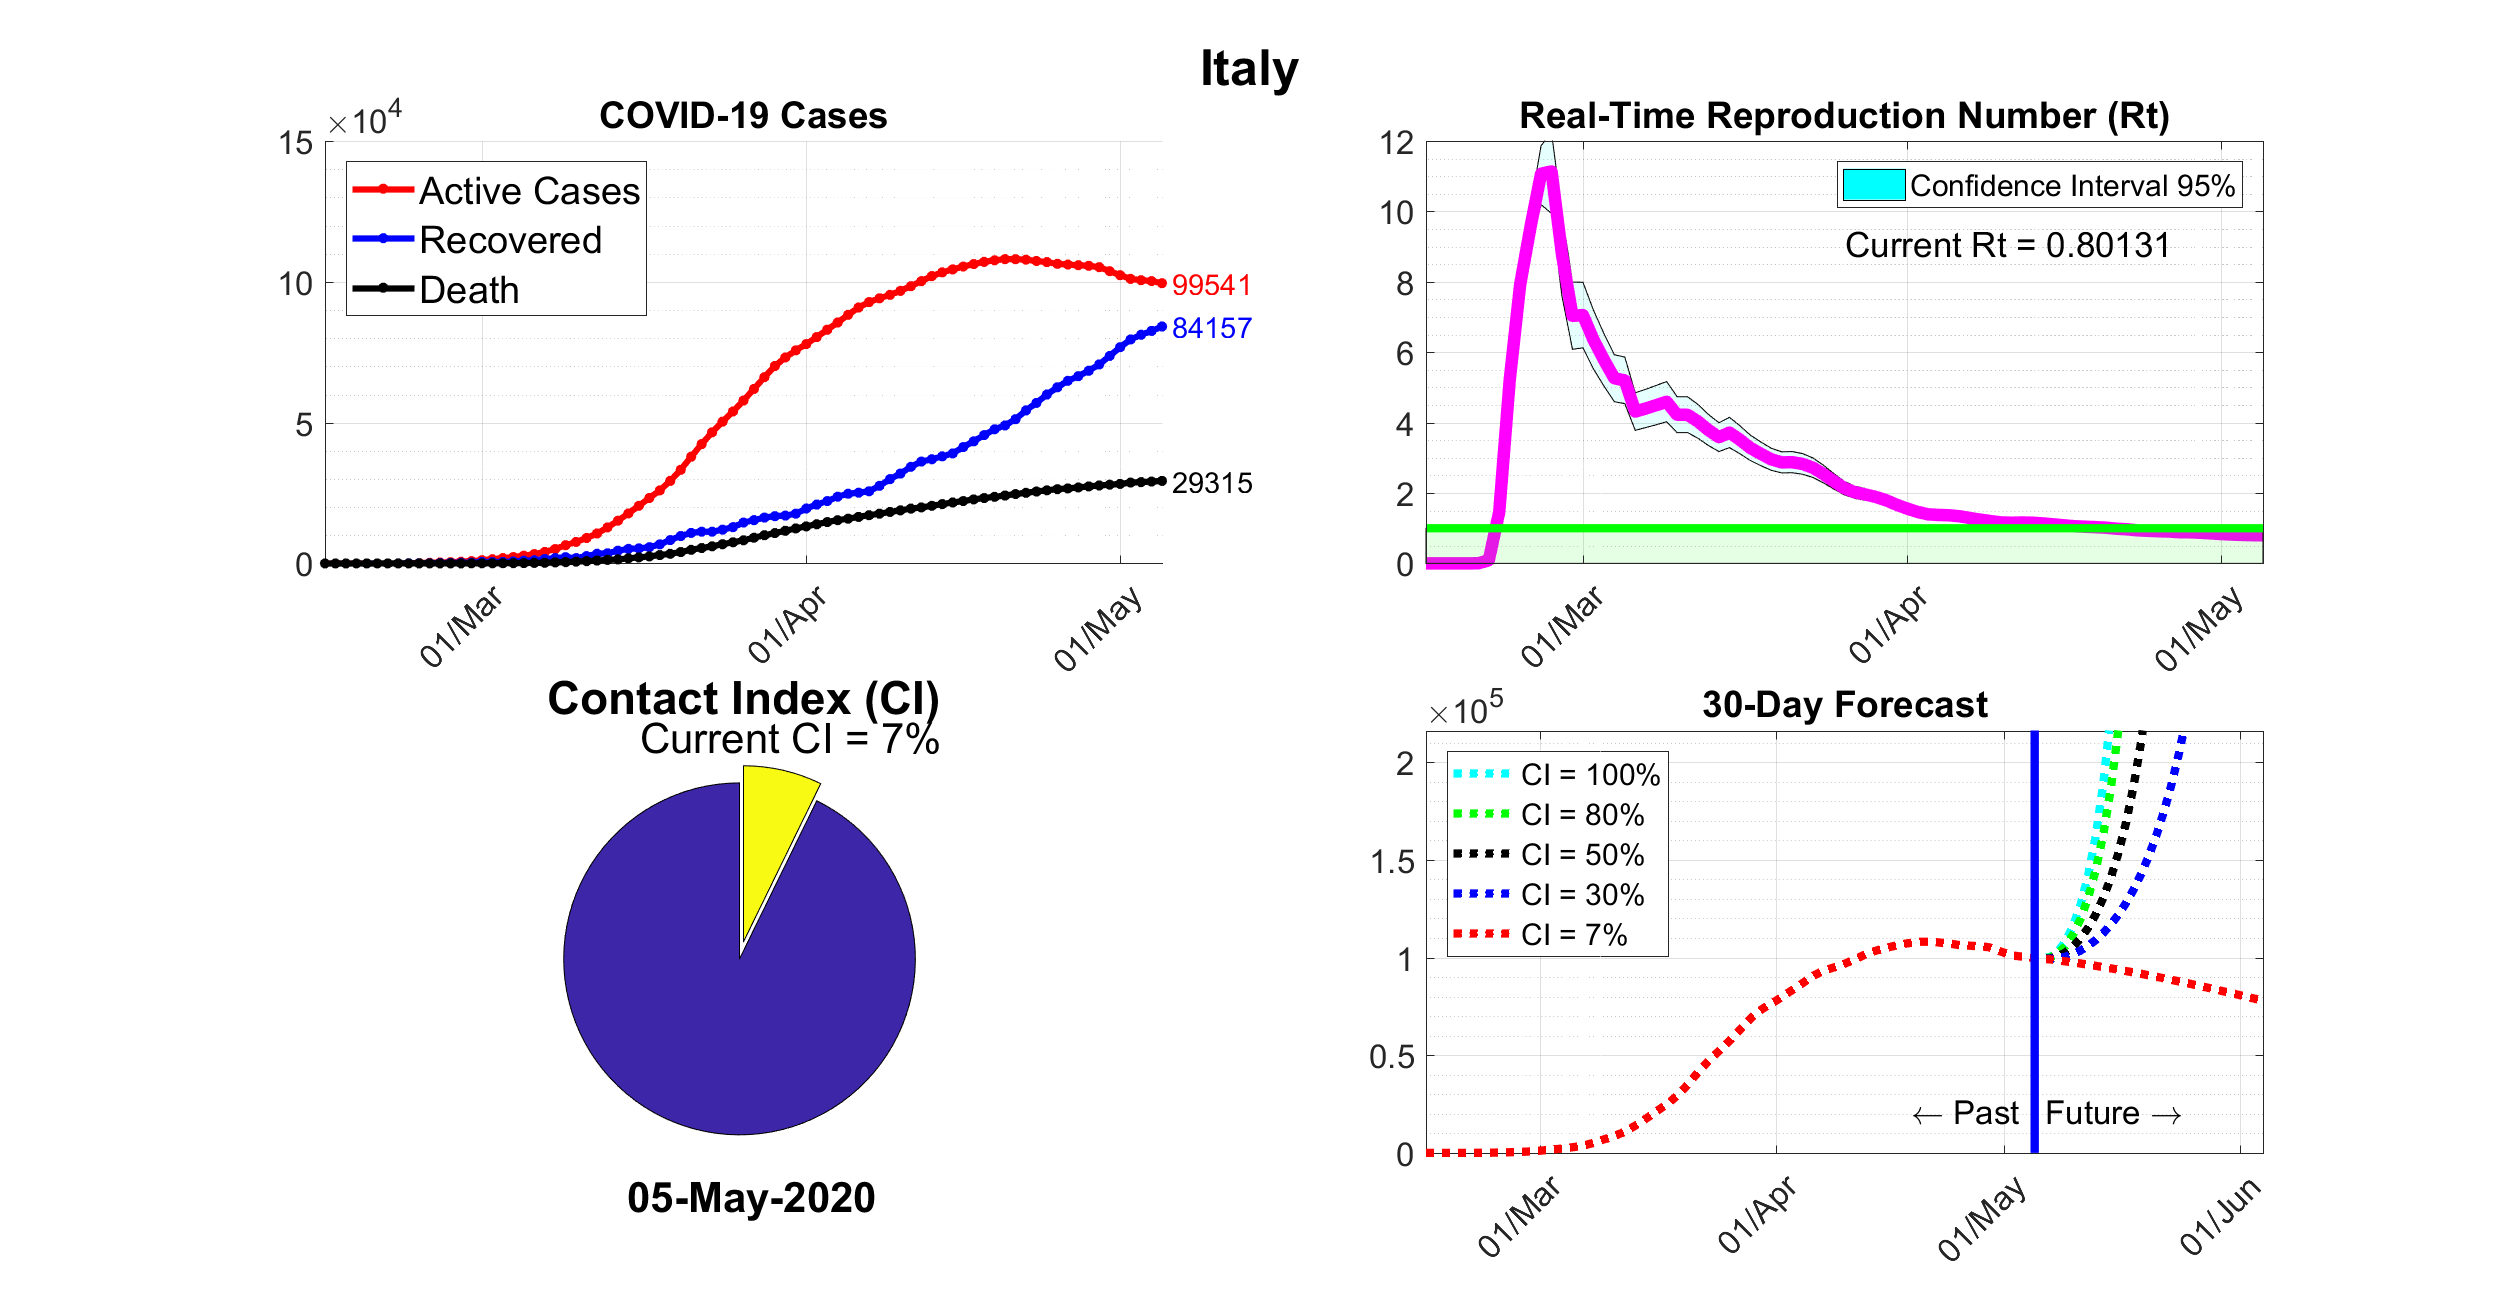 Italy
COVID-19 Cases
×10^4
15
10
5
0
Active Cases
Recovered
Death
99541
84157
29315
01/Mar
01/Apr
01/May
Real-Time Reproduction Number (Rt)
12
10
8
6
4
2
0
Confidence Interval 95%
Current Rt = 0.80131
01/Mar
01/Apr
01/May
Contact Index (CI)
Current CI = 7%
05-May-2020
30-Day Forecast
×10^5
2
1.5
1
0.5
0
CI = 100%
CI = 80%
CI = 50%
CI = 30%
CI = 7%
← Past
Future →
01/Mar
01/Apr
01/May
01/Jun